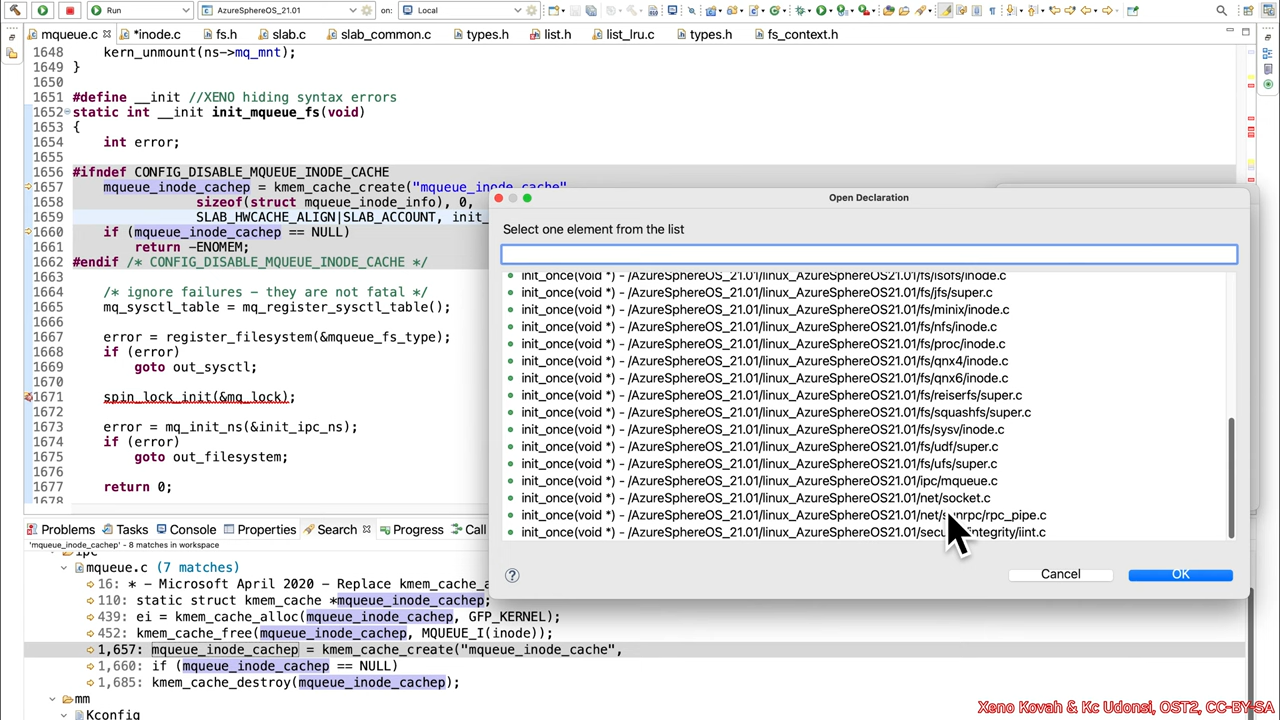 Run
AzureSphereOS_21.01
on:
Local
mqueue.c
*inode.c
fs.h
slab.c
slab_common.c
types.h
list.h
list_lru.c
types.h
fs_context.h
1648 kern_unmount(ns->mq_mnt);
1649 }
1650
1651 #define __init //XENO hiding syntax errors
1652 static int __init init_mqueue_fs(void)
1653 {
1654 int error;
1655
1656 #ifndef CONFIG_DISABLE_MQUEUE_INODE_CACHE
1657 mqueue_inode_cachep = kmem_cache_create("mqueue_inode_cache"
1658 sizeof(struct mqueue_inode_info), 0,
1659 SLAB_HWCACHE_ALIGN|SLAB_ACCOUNT, init_
1660 if (mqueue_inode_cachep == NULL)
1661 return -ENOMEM;
1662 #endif /* CONFIG_DISABLE_MQUEUE_INODE_CACHE */
1663
1664 /* ignore failures - they are not fatal */
1665 mq_sysctl_table = mq_register_sysctl_table();
1666
1667 error = register_filesystem(&mqueue_fs_type);
1668 if (error)
1669 goto out_sysctl;
1670
1671 spin_lock_init(&mq_lock);
1672
1673 error = mq_init_ns(&init_ipc_ns);
1674 if (error)
1675 goto out_filesystem;
1676
1677 return 0;
1678
Open Declaration
Select one element from the list
init_once(void *) - /AzureSphereOS_21.01/linux_AzureSphereOS21.01/fs/isofs/inode.c
init_once(void *) - /AzureSphereOS_21.01/linux_AzureSphereOS21.01/fs/jfs/super.c
init_once(void *) - /AzureSphereOS_21.01/linux_AzureSphereOS21.01/fs/minix/inode.c
init_once(void *) - /AzureSphereOS_21.01/linux_AzureSphereOS21.01/fs/nfs/inode.c
init_once(void *) - /AzureSphereOS_21.01/linux_AzureSphereOS21.01/fs/proc/inode.c
init_once(void *) - /AzureSphereOS_21.01/linux_AzureSphereOS21.01/fs/qnx4/inode.c
init_once(void *) - /AzureSphereOS_21.01/linux_AzureSphereOS21.01/fs/qnx6/inode.c
init_once(void *) - /AzureSphereOS_21.01/linux_AzureSphereOS21.01/fs/reiserfs/super.c
init_once(void *) - /AzureSphereOS_21.01/linux_AzureSphereOS21.01/fs/squashfs/super.c
init_once(void *) - /AzureSphereOS_21.01/linux_AzureSphereOS21.01/fs/sysv/inode.c
init_once(void *) - /AzureSphereOS_21.01/linux_AzureSphereOS21.01/fs/udf/super.c
init_once(void *) - /AzureSphereOS_21.01/linux_AzureSphereOS21.01/fs/ufs/super.c
init_once(void *) - /AzureSphereOS_21.01/linux_AzureSphereOS21.01/ipc/mqueue.c
init_once(void *) - /AzureSphereOS_21.01/linux_AzureSphereOS21.01/net/socket.c
init_once(void *) - /AzureSphereOS_21.01/linux_AzureSphereOS21.01/net/sunrpc/rpc_pipe.c
init_once(void *) - /AzureSphereOS_21.01/linux_AzureSphereOS21.01/security/integrity/iint.c
?
Cancel
OK
Problems
Tasks
Console
Properties
Search
Progress
Call
'mqueue_inode_cachep' - 8 matches in workspace
ipc
mqueue.c (7 matches)
16: * - Microsoft April 2020 - Replace kmem_cache_a
110: static struct kmem_cache *mqueue_inode_cachep;
439: ei = kmem_cache_alloc(mqueue_inode_cachep, GFP_KERNEL);
452: kmem_cache_free(mqueue_inode_cachep, MQUEUE_I(inode));
1,657: mqueue_inode_cachep = kmem_cache_create("mqueue_inode_cache",
1,660: if (mqueue_inode_cachep == NULL)
1,685: kmem_cache_destroy(mqueue_inode_cachep);
mm
Kconfig
Xeno Kovah & Kc Udonsi, OST2, CC-BY-SA